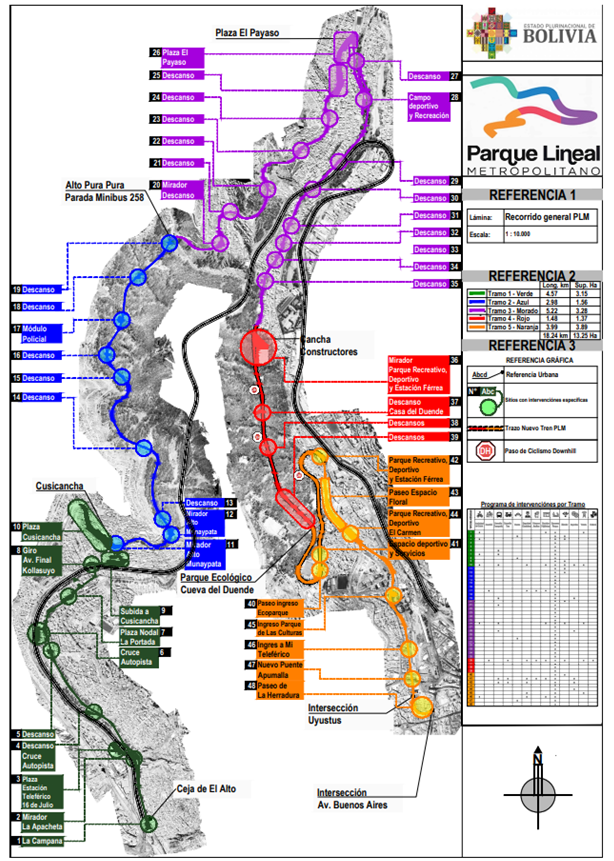 Plaza El Payaso
26 Plaza El
Payaso
25 Descanso
24 Descanso
23 Descanso
22 Descanso
21 Descanso
20 Mirador
Descanso
Descanso 27
Campo 28
deportivo
y Recreación
Descanso 29
Descanso 30
Descanso 31
Descanso 32
Descanso 33
Descanso 34
Descanso 35
Alto Pura Pura
Parada Minibus 258
19 Descanso
18 Descanso
17 Módulo
Policial
16 Descanso
15 Descanso
14 Descanso
Descanso 13
Mirador 12
Alto
Munaypata
Mirador 11
Alto
Munaypata
Cancha
Constructores
Mirador 36
Parque Recreativo,
Deportivo
y Estación Férrea
Descanso 37
Casa del Duende
Descansos 38
Descansos 39
Parque Recreativo, 42
Deportivo
y Estación Férrea
Paseo Espacio 43
Floral
Parque Recreativo, 44
Deportivo
El Carmen
Espacio deportivo 41
y Servicios
Cusicancha
10 Plaza
Cusicancha
8 Giro
Av. Final
Kollasuyo
Subida a 9
Cusicancha
Plaza Nodal 7
La Portada
Cruce 6
Autopista
Parque Ecológico
Cueva del Duende
40 Paseo ingreso
Ecoparque
45 Ingreso Parque
de Las Culturas
46 Ingres a Mi
Teleférico
47 Nuevo Puente
Apumalla
48 Paseo de
La Herradura
Intersección
Uyustus
Intersección
Av. Buenos Aires
5 Descanso
4 Descanso
Cruce
Autopista
3 Plaza
Estación
Teleférico
16 de Julio
2 Mirador
La Apacheta
1 La Campana
Ceja de El Alto
ESTADO PLURINACIONAL DE
BOLIVIA
Parque Lineal
METROPOLITANO
REFERENCIA 1
Lámina: Recorrido general PLM
Escala: 1 : 10.000
REFERENCIA 2
Long. km Sup. Ha
Tramo 1 - Verde 4.57 3.15
Tramo 2 - Azul 2.98 1.56
Tramo 3 - Morado 5.22 3.28
Tramo 4 - Rojo 1.48 1.37
Tramo 5 - Naranja 3.99 3.89
18.24 km 13.25 Ha
REFERENCIA 3
REFERENCIA GRÁFICA
Abcd Referencia Urbana
N° Abc Sitios con intervenciones específicas
Trazo Nuevo Tren PLM
DH Paso de Ciclismo Downhill
Programa de Intervenciones por Tramo
N